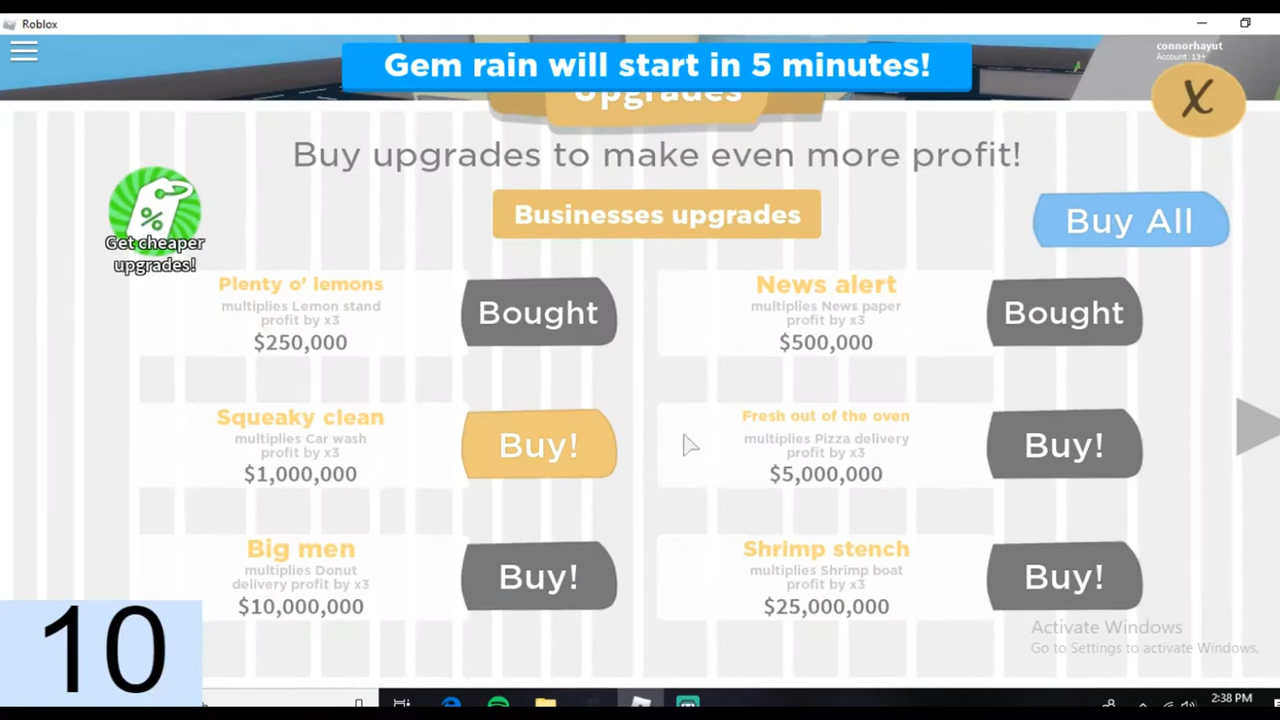 Roblox
Gem rain will start in 5 minutes!
connorhayut
Account: 13+
Upgrades
X
Buy upgrades to make even more profit!
Get cheaper
upgrades!
Businesses upgrades
Buy All
Plenty o' lemons
multiplies Lemon stand
profit by x3
$250,000
Bought
News alert
multiplies News paper
profit by x3
$500,000
Bought
Squeaky clean
multiplies Car wash
profit by x3
$1,000,000
Buy!
Fresh out of the oven
multiplies Pizza delivery
profit by x3
$5,000,000
Buy!
Big men
multiplies Donut
delivery profit by x3
$10,000,000
Buy!
Shrimp stench
multiplies Shrimp boat
profit by x3
$25,000,000
Buy!
Activate Windows
Go to Settings to activate Windows.
10
2:38 PM